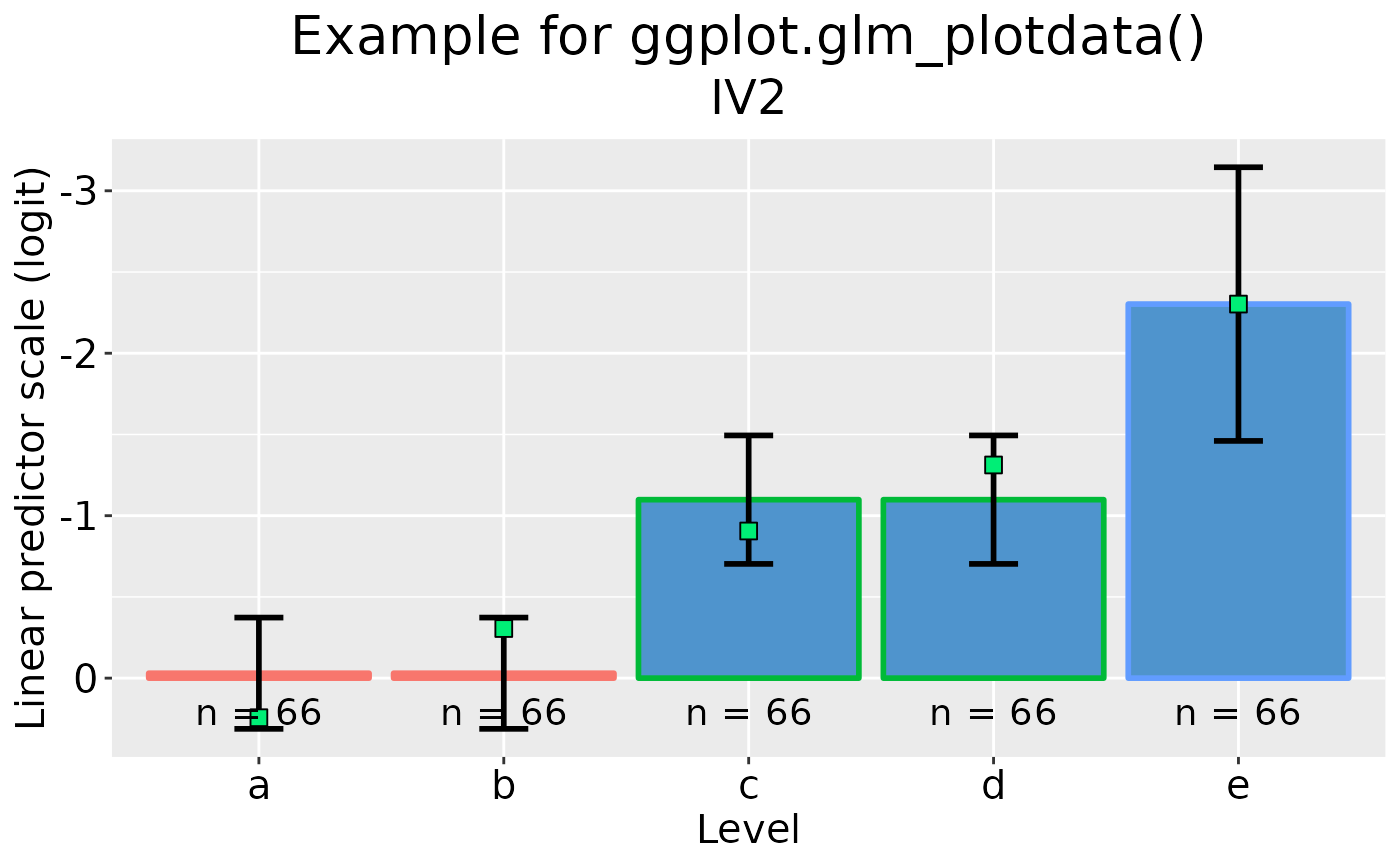 Example for ggplot.glm_plotdata()
IV2
Linear predictor scale (logit)
-3
-2
-1
0
n = 66
n = 66
n = 66
n = 66
n = 66
a
b
c
d
e
Level